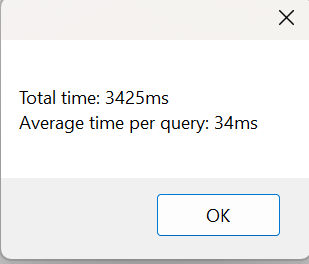 Total time: 3425ms
Average time per query: 34ms
OK